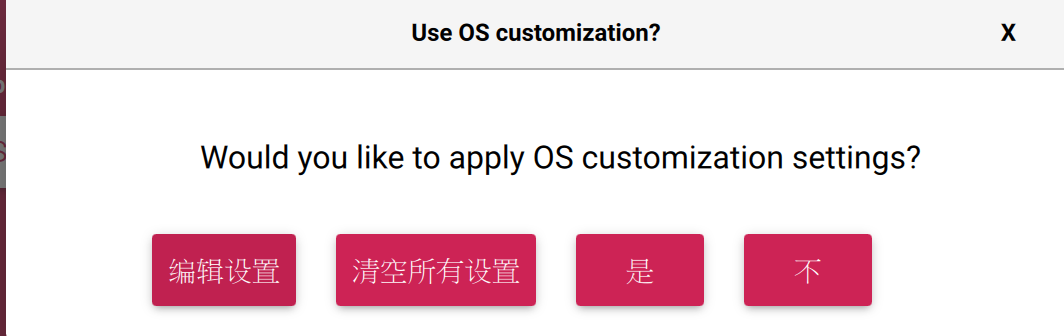 Use OS customization?
X
Would you like to apply OS customization settings?
编辑设置
清空所有设置
是
不